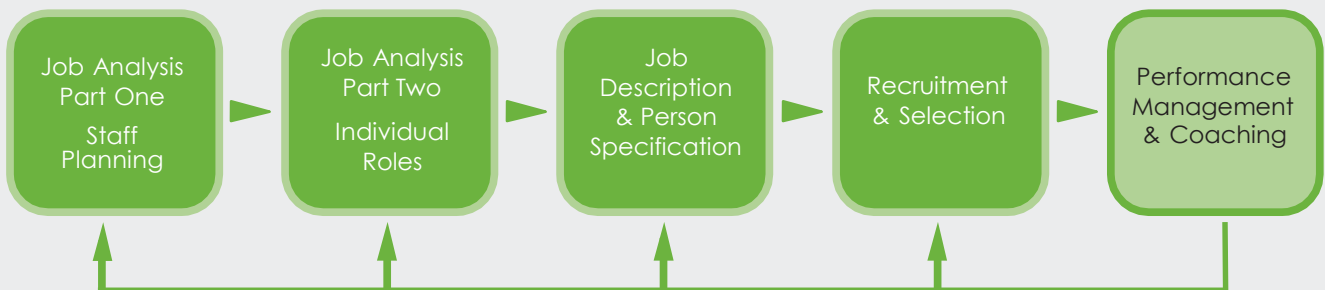 Job Analysis
Part One
Staff
Planning
Job Analysis
Part Two
Individual
Roles
Job
Description
& Person
Specification
Recruitment
& Selection
Performance
Management
& Coaching